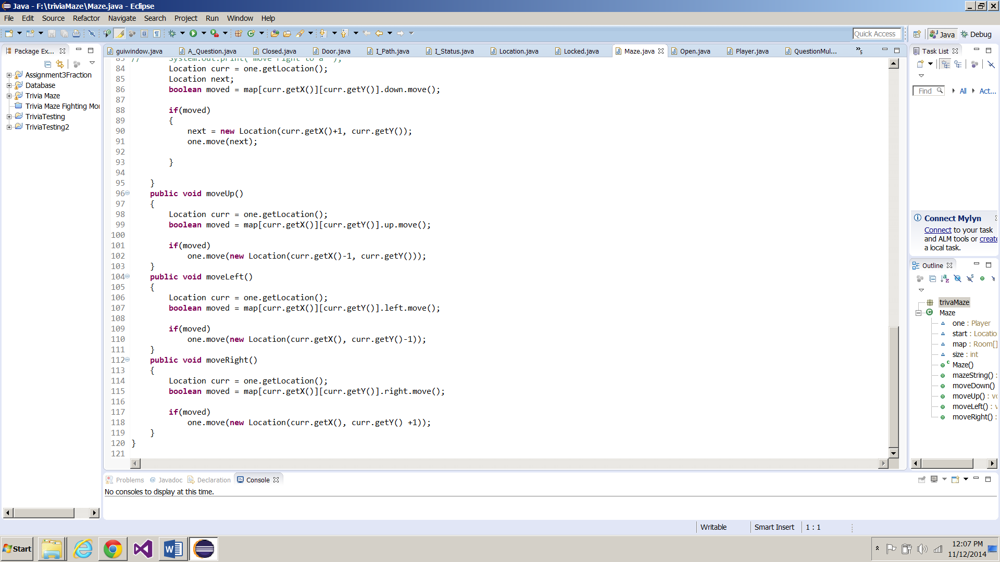 Java - F:\triviaMaze\Maze.java - Eclipse
File Edit Source Refactor Navigate Search Project Run Window Help
Quick Access
Java
Debug
Package Ex...
guiwindow.java A_Question.java Closed.java Door.java I_Path.java I_Status.java Location.java Locked.java Maze.java Open.java Player.java QuestionMul... »5
Task List
Assignment3Fraction
Database
Trivia Maze
Trivia Maze Fighting Mo
TriviaTesting
TriviaTesting2
83 // System.out.print("move right to a ");
84 Location curr = one.getLocation();
85 Location next;
86 boolean moved = map[curr.getX()][curr.getY()].down.move();
87
88 if(moved)
89 {
90 next = new Location(curr.getX()+1, curr.getY());
91 one.move(next);
92
93 }
94
95 }
96 public void moveUp()
97 {
98 Location curr = one.getLocation();
99 boolean moved = map[curr.getX()][curr.getY()].up.move();
100
101 if(moved)
102 one.move(new Location(curr.getX()-1, curr.getY()));
103 }
104 public void moveLeft()
105 {
106 Location curr = one.getLocation();
107 boolean moved = map[curr.getX()][curr.getY()].left.move();
108
109 if(moved)
110 one.move(new Location(curr.getX(), curr.getY()-1));
111 }
112 public void moveRight()
113 {
114 Location curr = one.getLocation();
115 boolean moved = map[curr.getX()][curr.getY()].right.move();
116
117 if(moved)
118 one.move(new Location(curr.getX(), curr.getY() +1));
119 }
120 }
121
Find All Act...
Connect Mylyn
Connect to your task
and ALM tools or create
a local task.
Outline
trivaMaze
Maze
one : Player
start : Locatio
map : Room[]
size : int
Maze()
mazeString() :
moveDown()
moveUp() : vo
moveLeft() : v
moveRight() :
Problems @ Javadoc Declaration Console
No consoles to display at this time.
Writable Smart Insert 1 : 1
Start
12:07 PM
11/12/2014